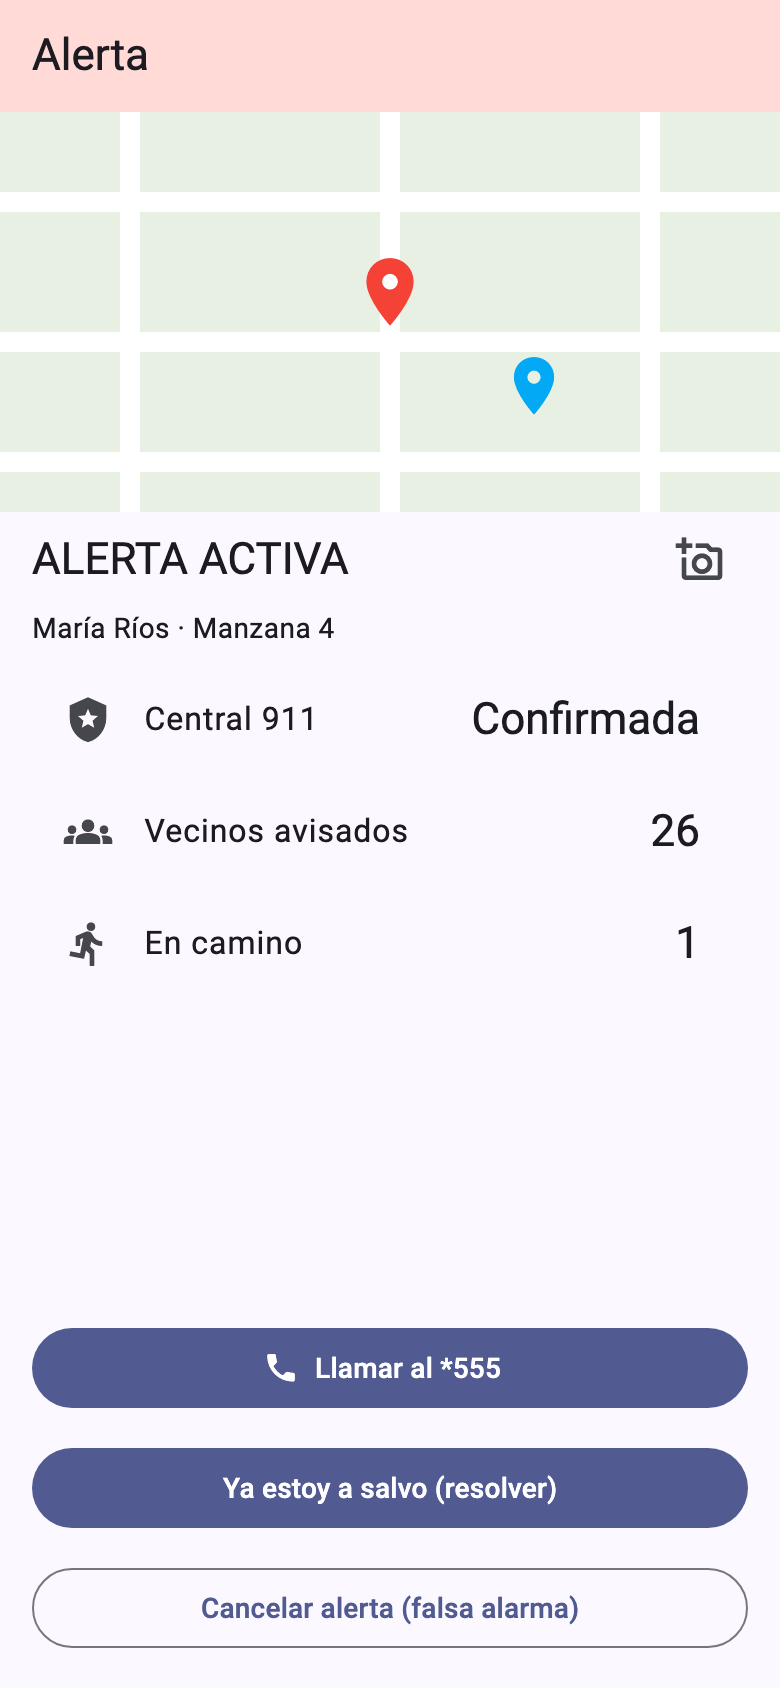 Alerta
ALERTA ACTIVA
María Ríos · Manzana 4
Central 911 Confirmada
Vecinos avisados 26
En camino 1
Llamar al *555
Ya estoy a salvo (resolver)
Cancelar alerta (falsa alarma)